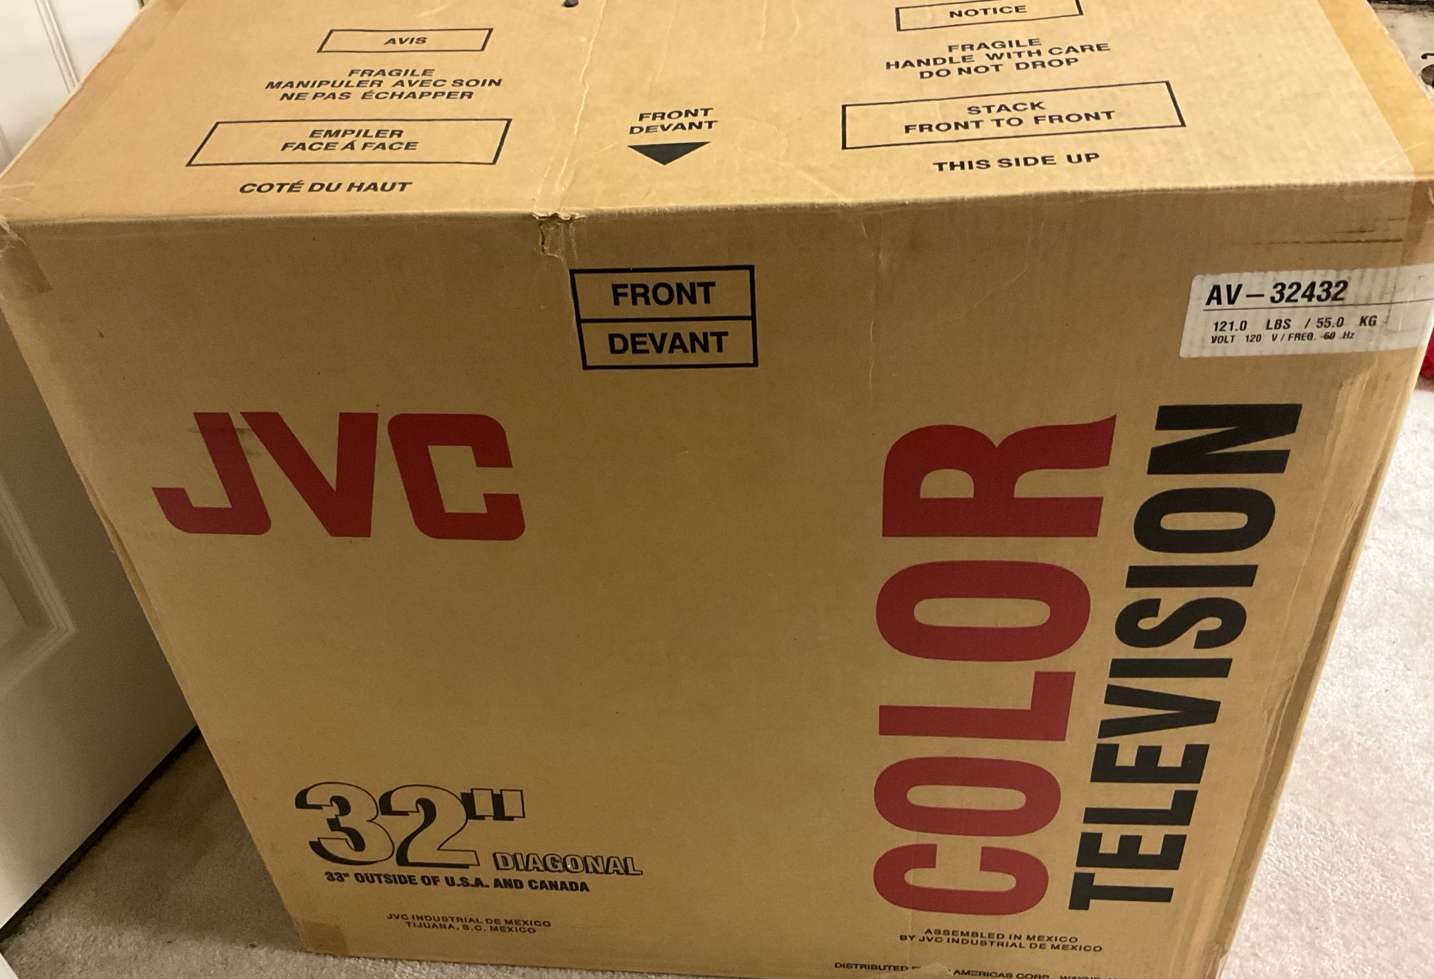 AVIS
FRAGILE
MANIPULER AVEC SOIN
NE PAS ÉCHAPPER
EMPILER
FACE Á FACE
COTÉ DU HAUT
FRONT
DEVANT
NOTICE
FRAGILE
HANDLE WITH CARE
DO NOT DROP
STACK
FRONT TO FRONT
THIS SIDE UP
FRONT
DEVANT
AV-32432
121.0 LBS / 55.0 KG
VOLT 120 V / FREQ. 60 Hz
JVC
COLOR
TELEVISION
32" DIAGONAL
33" OUTSIDE OF U.S.A. AND CANADA
JVC INDUSTRIAL DE MEXICO
TIJUANA, B.C. MEXICO
ASSEMBLED IN MEXICO
BY JVC INDUSTRIAL DE MEXICO
DISTRIBUTED AMERICAS CORP.